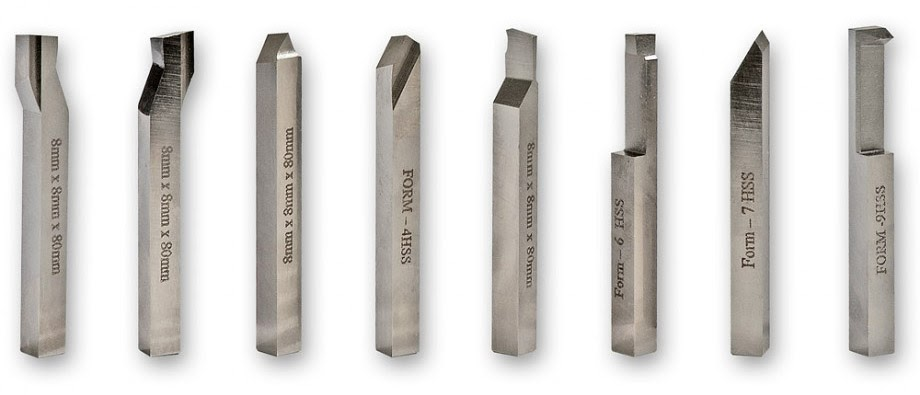 8mm x 8mm x 80mm
8mm x 8mm x 80mm
8mm x 8mm x 80mm
FORM - 4HSS
8mm x 8mm x 80mm
Form - 6 HSS
Form - 7 HSS
FORM -9HSS